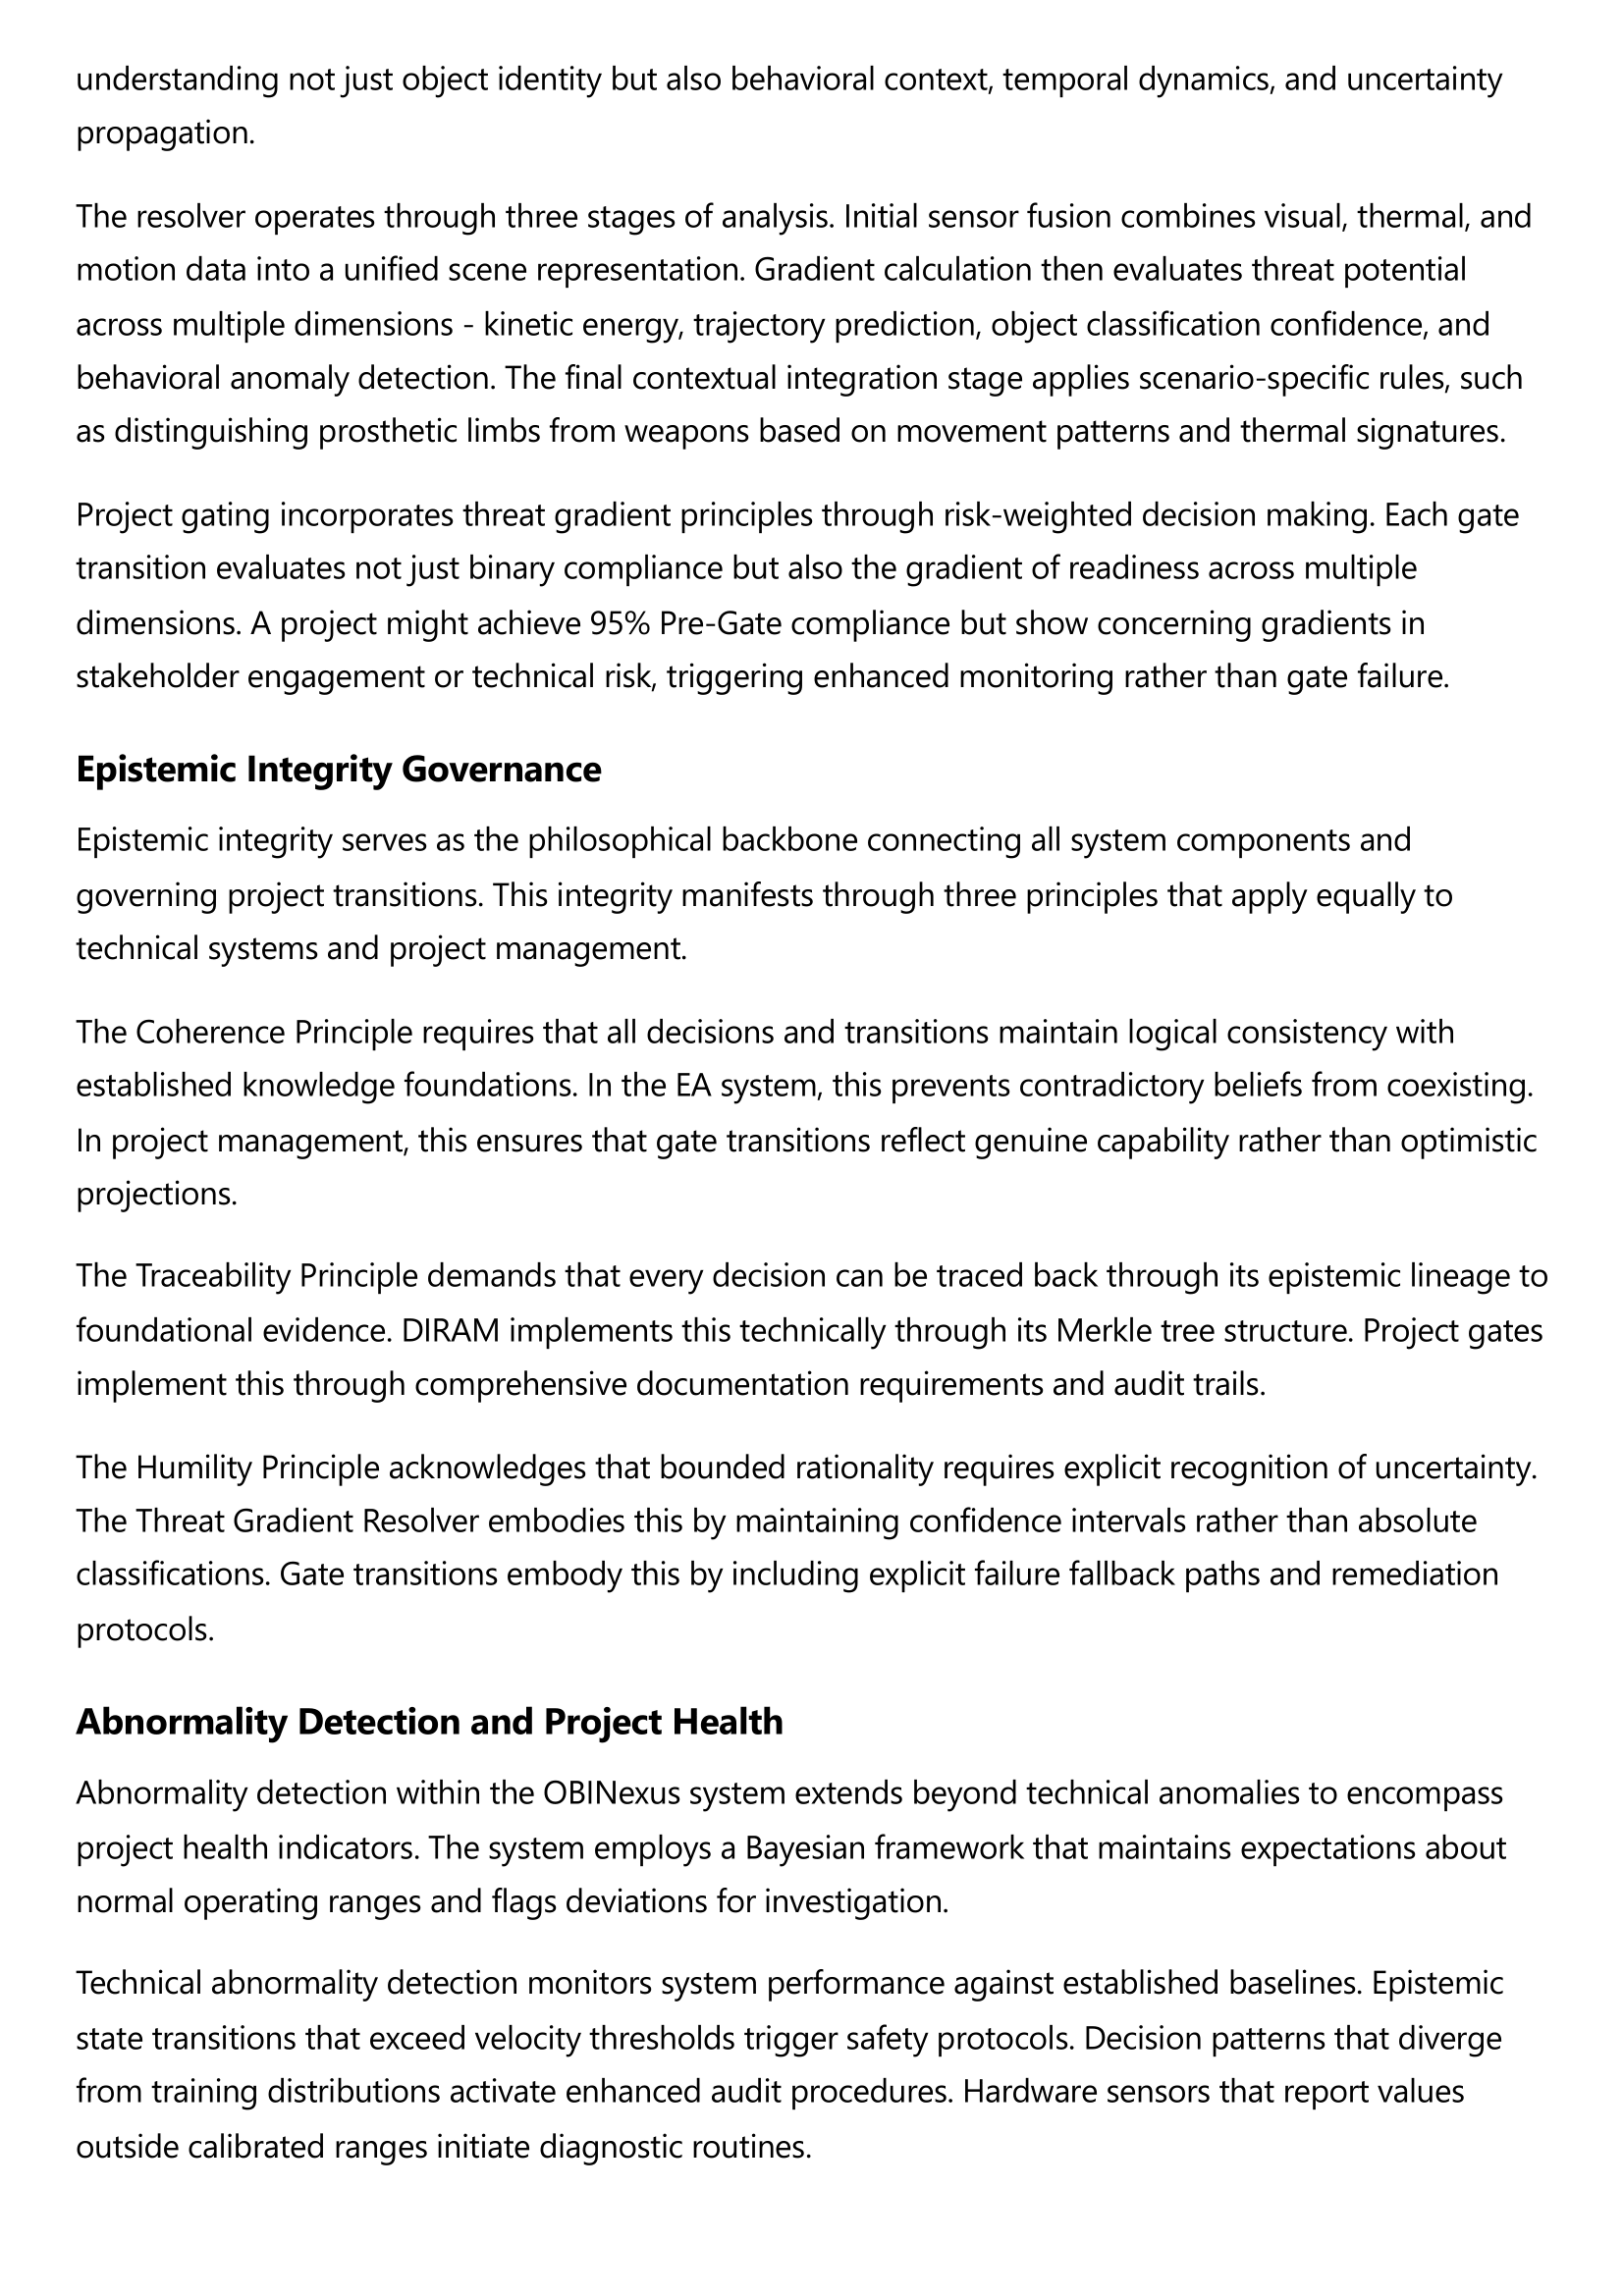 understanding not just object identity but also behavioral context, temporal dynamics, and uncertainty
propagation.
The resolver operates through three stages of analysis. Initial sensor fusion combines visual, thermal, and
motion data into a unified scene representation. Gradient calculation then evaluates threat potential
across multiple dimensions - kinetic energy, trajectory prediction, object classification confidence, and
behavioral anomaly detection. The final contextual integration stage applies scenario-specific rules, such
as distinguishing prosthetic limbs from weapons based on movement patterns and thermal signatures.
Project gating incorporates threat gradient principles through risk-weighted decision making. Each gate
transition evaluates not just binary compliance but also the gradient of readiness across multiple
dimensions. A project might achieve 95% Pre-Gate compliance but show concerning gradients in
stakeholder engagement or technical risk, triggering enhanced monitoring rather than gate failure.
Epistemic Integrity Governance
Epistemic integrity serves as the philosophical backbone connecting all system components and
governing project transitions. This integrity manifests through three principles that apply equally to
technical systems and project management.
The Coherence Principle requires that all decisions and transitions maintain logical consistency with
established knowledge foundations. In the EA system, this prevents contradictory beliefs from coexisting.
In project management, this ensures that gate transitions reflect genuine capability rather than optimistic
projections.
The Traceability Principle demands that every decision can be traced back through its epistemic lineage to
foundational evidence. DIRAM implements this technically through its Merkle tree structure. Project gates
implement this through comprehensive documentation requirements and audit trails.
The Humility Principle acknowledges that bounded rationality requires explicit recognition of uncertainty.
The Threat Gradient Resolver embodies this by maintaining confidence intervals rather than absolute
classifications. Gate transitions embody this by including explicit failure fallback paths and remediation
protocols.
Abnormality Detection and Project Health
Abnormality detection within the OBINexus system extends beyond technical anomalies to encompass
project health indicators. The system employs a Bayesian framework that maintains expectations about
normal operating ranges and flags deviations for investigation.
Technical abnormality detection monitors system performance against established baselines. Epistemic
state transitions that exceed velocity thresholds trigger safety protocols. Decision patterns that diverge
from training distributions activate enhanced audit procedures. Hardware sensors that report values
outside calibrated ranges initiate diagnostic routines.